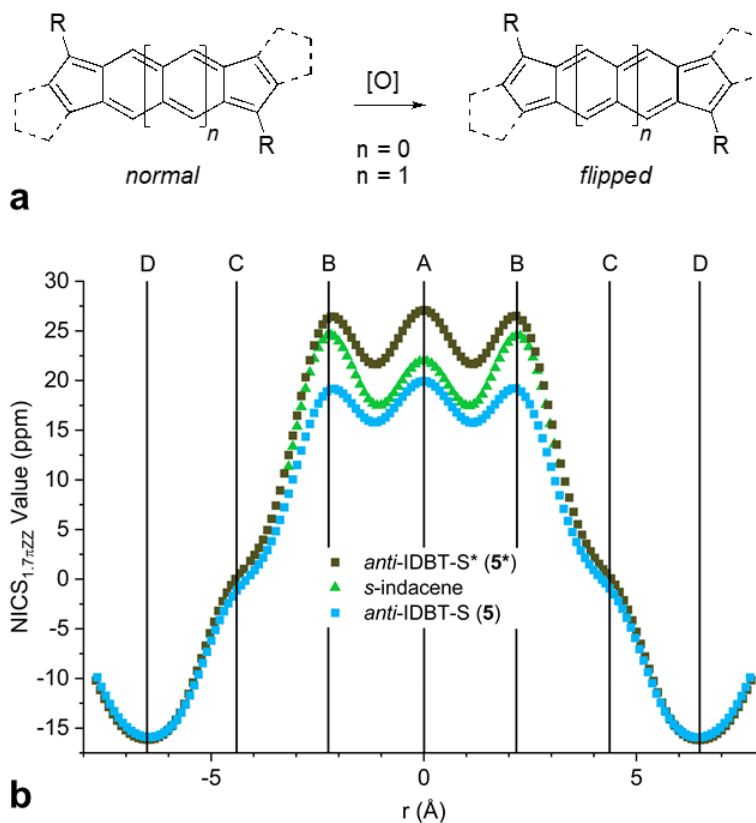 R
R
n
R
R
n
[O]
n = 0
n = 1
normal
flipped
a
D C B A B C D
NICS1.7πZZ Value (ppm)
30
25
20
15
10
5
0
-5
-10
-15
anti-IDBT-S* (5*)
s-indacene
anti-IDBT-S (5)
-5 0 5
r (Å)
b